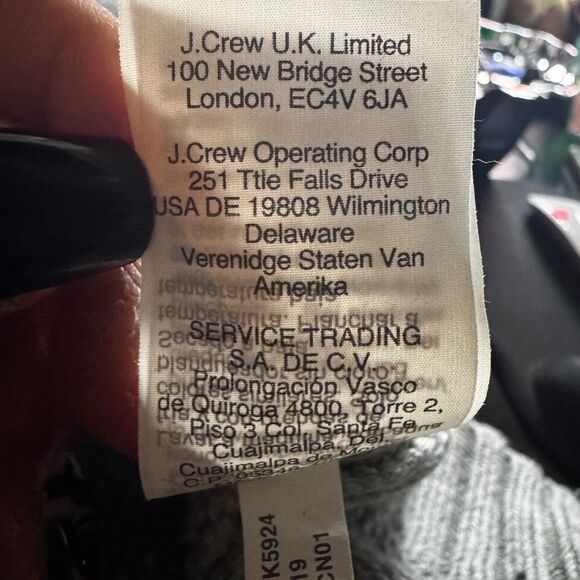 J.Crew U.K. Limited
100 New Bridge Street
London, EC4V 6JA
J.Crew Operating Corp
251 Ttle Falls Drive
USA DE 19808 Wilmington
Delaware
Verenidge Staten Van
Amerika
SERVICE TRADING
S.A. DE C.V.
Prolongación Vasco
de Quiroga 4800, Torre 2,
Piso 3 Col. Santa Fe
Cuajimalpa, Del.
Cuajimalpa de
C.P.
K5924
19
CN01